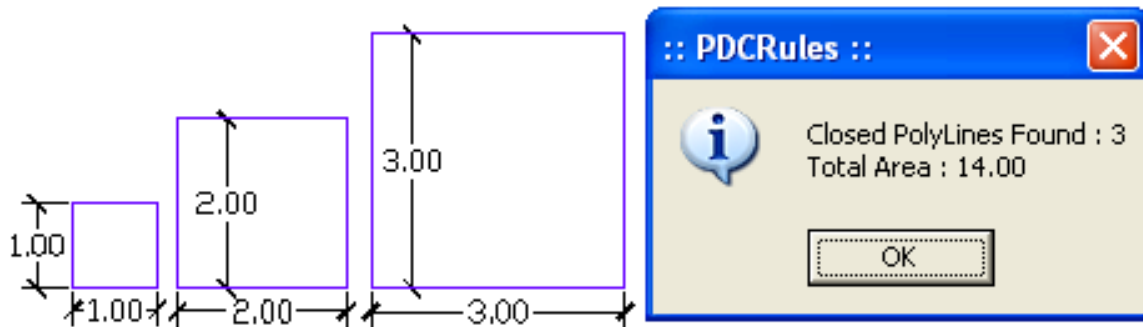 1.00
1.00
2.00
2.00
3.00
3.00
:: PDCRules ::
Closed PolyLines Found : 3
Total Area : 14.00
OK